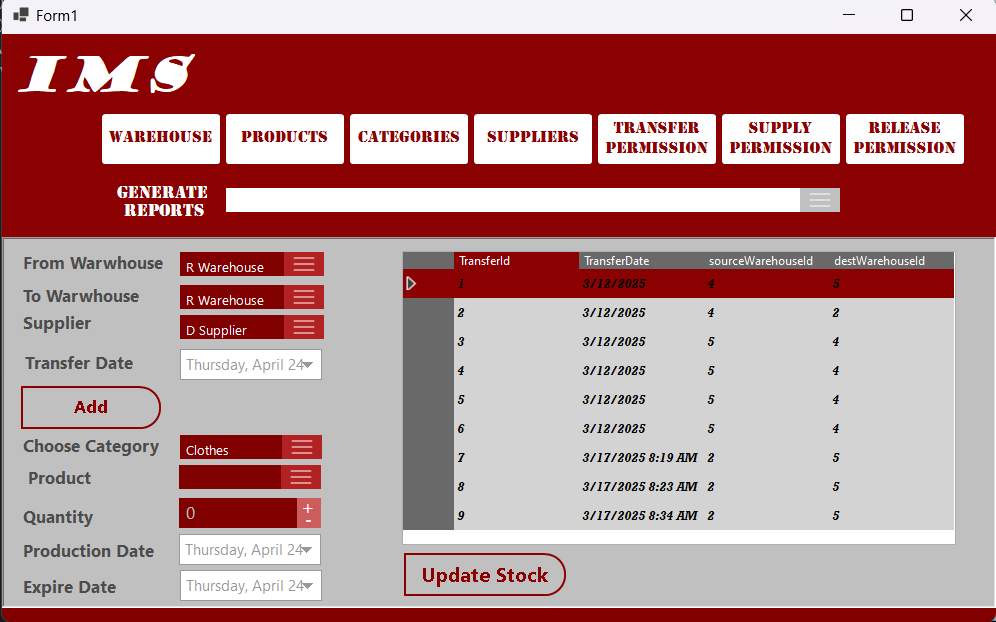 Form1
IMS
WAREHOUSE PRODUCTS CATEGORIES SUPPLIERS TRANSFER PERMISSION SUPPLY PERMISSION RELEASE PERMISSION
GENERATE
REPORTS
From Warwhouse R Warehouse
To Warwhouse R Warehouse
Supplier D Supplier
Transfer Date Thursday, April 24
Add
Choose Category Clothes
Product
Quantity 0 + -
Production Date Thursday, April 24
Expire Date Thursday, April 24
TransferId TransferDate sourceWarehouseId destWarehouseId
1 3/12/2025 4 5
2 3/12/2025 4 2
3 3/12/2025 5 4
4 3/12/2025 5 4
5 3/12/2025 5 4
6 3/12/2025 5 4
7 3/17/2025 8:19 AM 2 5
8 3/17/2025 8:23 AM 2 5
9 3/17/2025 8:34 AM 2 5
Update Stock